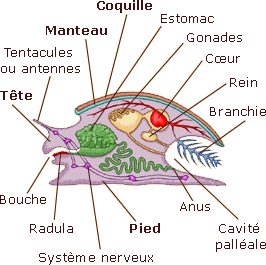 Coquille
Estomac
Manteau
Gonades
Tentacules
ou antennes
Cœur
Rein
Tête
Branchie
Bouche
Anus
Radula
Pied
Cavité
palléale
Système nerveux